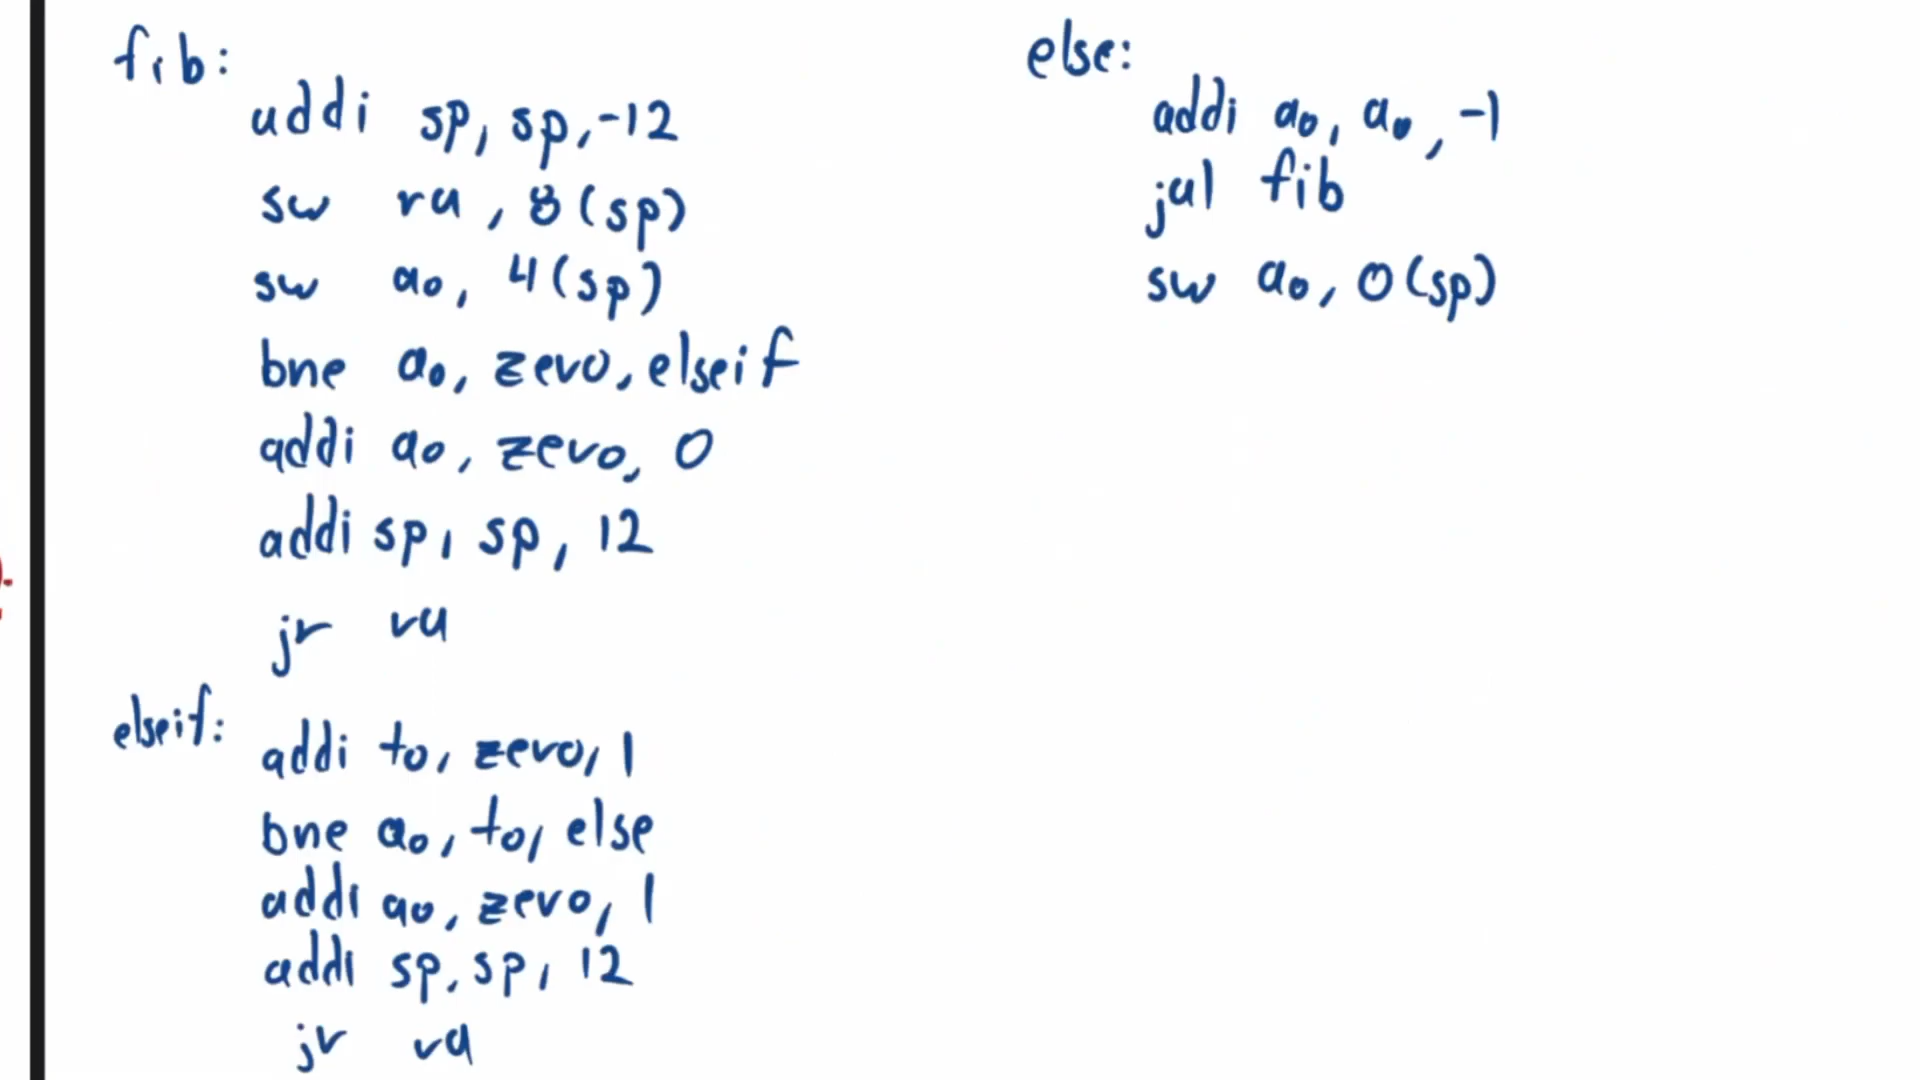 fib:
addi sp, sp, -12
sw ra, 8(sp)
sw a0, 4(sp)
bne a0, zero, elseif
addi a0, zero, 0
addi sp, sp, 12
jr ra
elseif:
addi t0, zero, 1
bne a0, t0, else
addi a0, zero, 1
addi sp, sp, 12
jr ra
else:
addi a0, a0, -1
jal fib
sw a0, 0(sp)